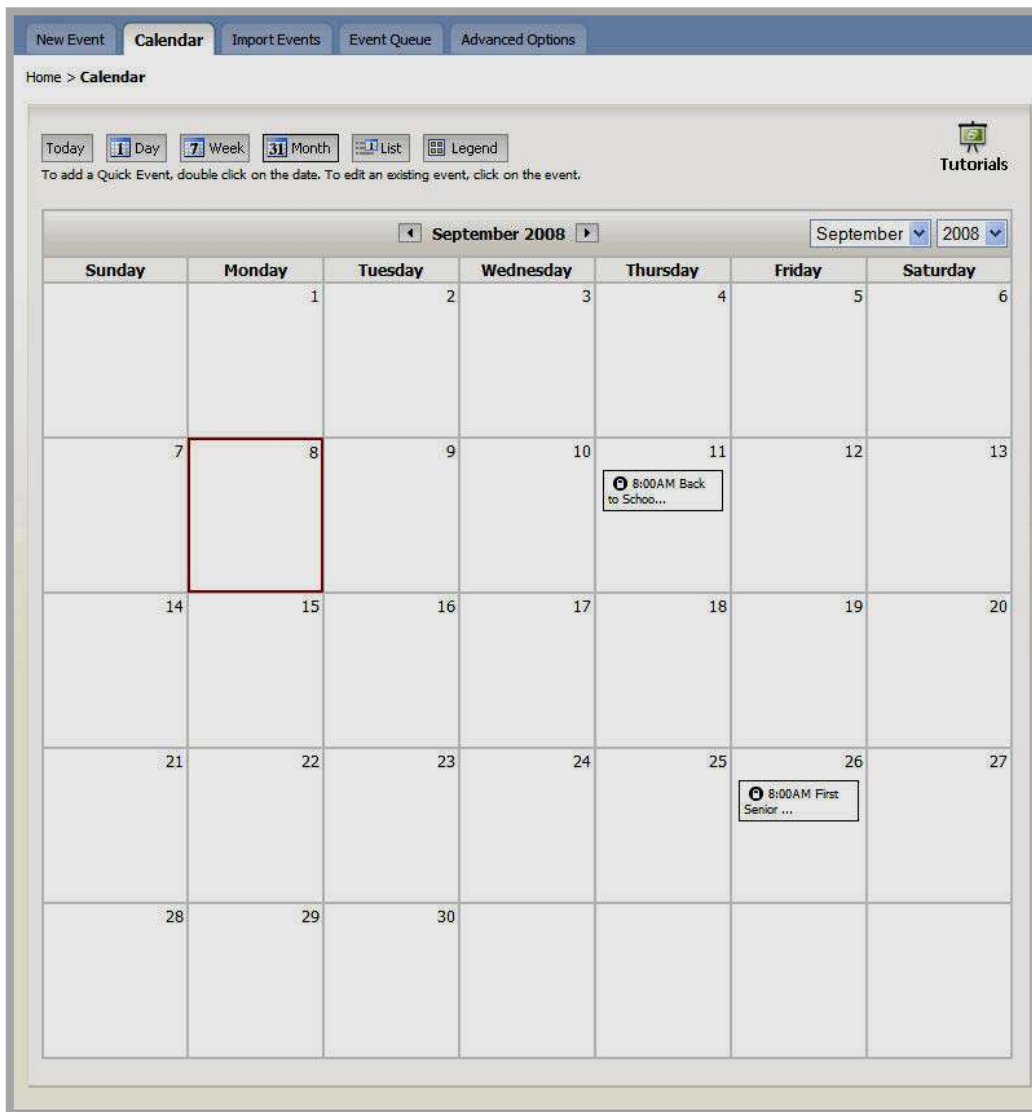 New Event Calendar Import Events Event Queue Advanced Options
Home > Calendar
Today 1 Day 7 Week 31 Month List Legend
Tutorials
To add a Quick Event, double click on the date. To edit an existing event, click on the event.
September 2008 September 2008
Sunday Monday Tuesday Wednesday Thursday Friday Saturday
1 2 3 4 5 6
7 8 9 10 11 12 13
8:00AM Back
to Schoo...
14 15 16 17 18 19 20
21 22 23 24 25 26 27
8:00AM First
Senior ...
28 29 30